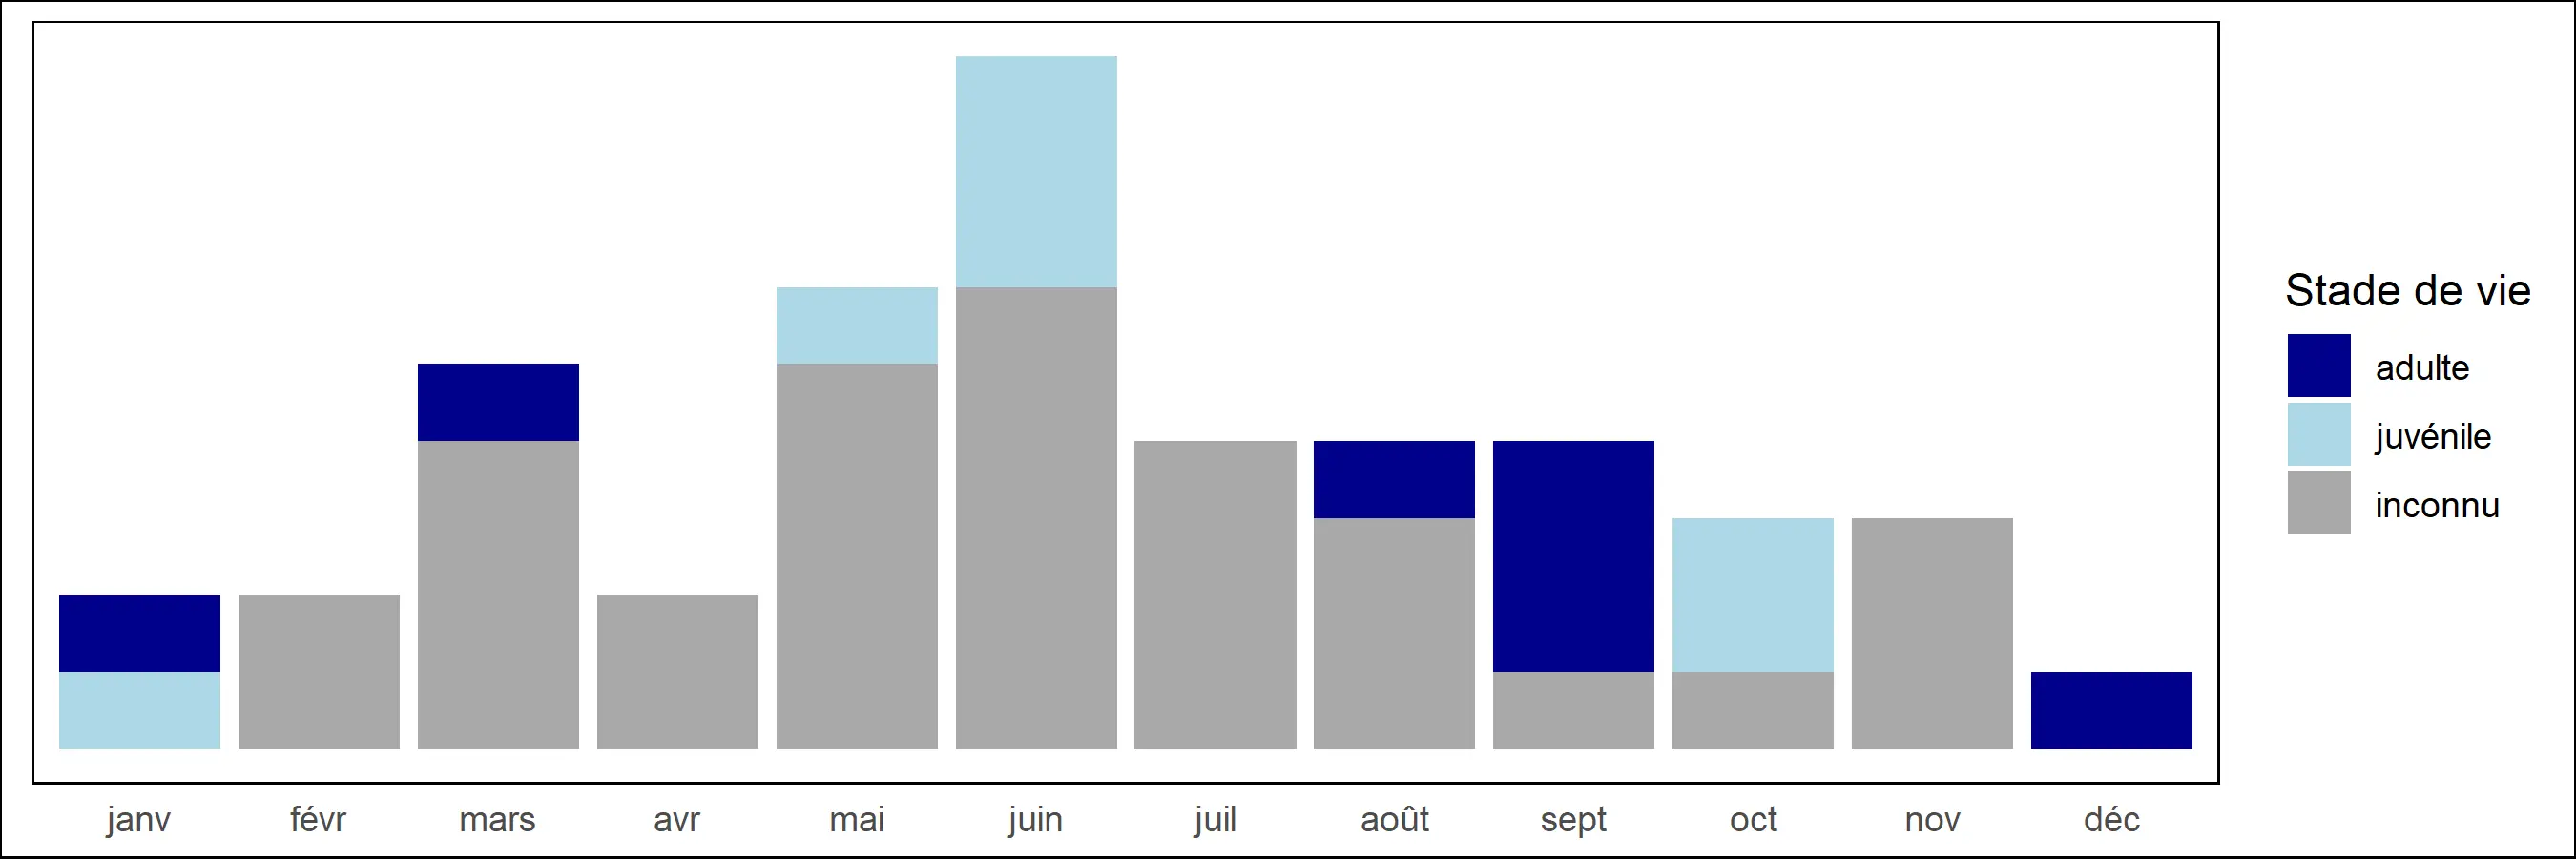 Stade de vie
adulte
juvénile
inconnu
janv févr mars avr mai juin juil août sept oct nov déc